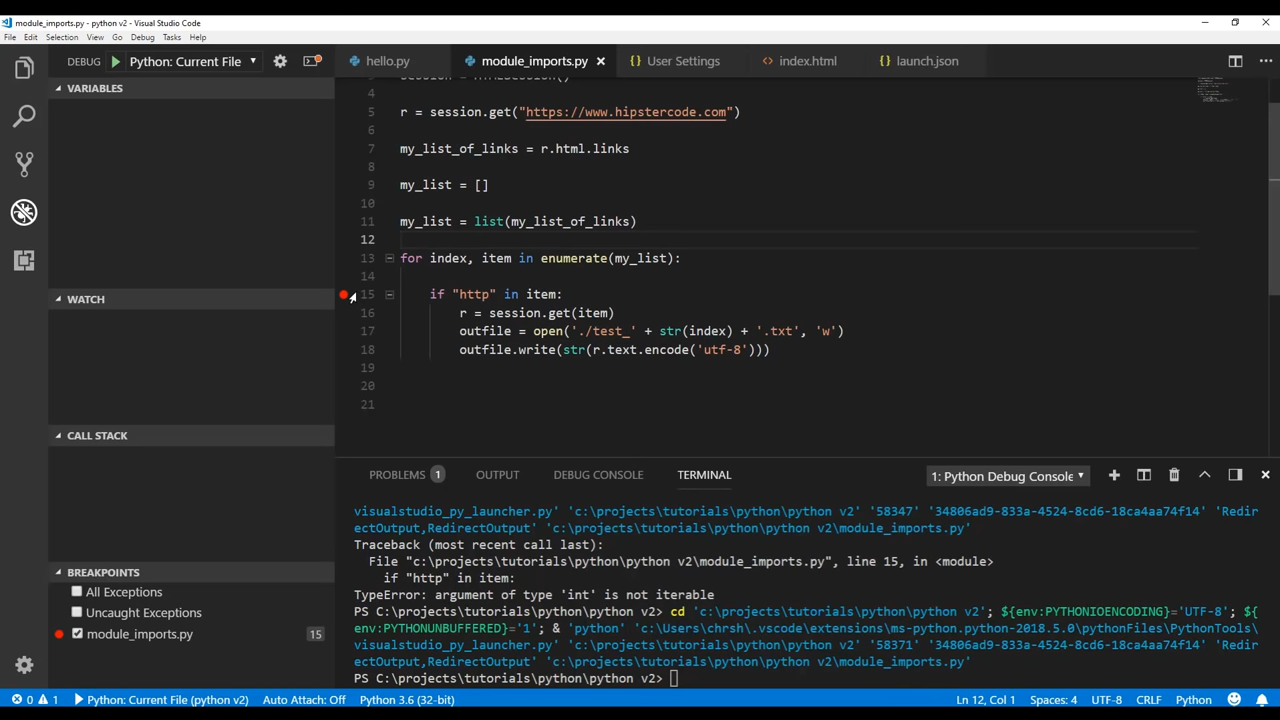 module_imports.py - python v2 - Visual Studio Code
File Edit Selection View Go Debug Tasks Help
DEBUG Python: Current File
hello.py module_imports.py User Settings index.html launch.json
VARIABLES
WATCH
CALL STACK
BREAKPOINTS
All Exceptions
Uncaught Exceptions
module_imports.py 15
4
5 r = session.get("https://www.hipstercode.com")
6
7 my_list_of_links = r.html.links
8
9 my_list = []
10
11 my_list = list(my_list_of_links)
12
13 for index, item in enumerate(my_list):
14
15 if "http" in item:
16 r = session.get(item)
17 outfile = open('./test_' + str(index) + '.txt', 'w')
18 outfile.write(str(r.text.encode('utf-8')))
19
20
21
PROBLEMS 1 OUTPUT DEBUG CONSOLE TERMINAL 1: Python Debug Console
visualstudio_py_launcher.py' 'c:\projects\tutorials\python\python v2' '58347' '34806ad9-833a-4524-8cd6-18ca4aa74f14' 'Redir
ectOutput,RedirectOutput' 'c:\projects\tutorials\python\python v2\module_imports.py'
Traceback (most recent call last):
File "c:\projects\tutorials\python\python v2\module_imports.py", line 15, in <module>
if "http" in item:
TypeError: argument of type 'int' is not iterable
PS C:\projects\tutorials\python\python v2> cd 'c:\projects\tutorials\python\python v2'; ${env:PYTHONIOENCODING}='UTF-8'; ${
env:PYTHONUNBUFFERED}='1'; & 'python' 'c:\Users\chrsh\.vscode\extensions\ms-python.python-2018.5.0\pythonFiles\PythonTools\
visualstudio_py_launcher.py' 'c:\projects\tutorials\python\python v2' '58371' '34806ad9-833a-4524-8cd6-18ca4aa74f14' 'Redir
ectOutput,RedirectOutput' 'c:\projects\tutorials\python\python v2\module_imports.py'
PS C:\projects\tutorials\python\python v2>
0 1 Python: Current File (python v2) Auto Attach: Off Python 3.6 (32-bit) Ln 12, Col 1 Spaces: 4 UTF-8 CRLF Python